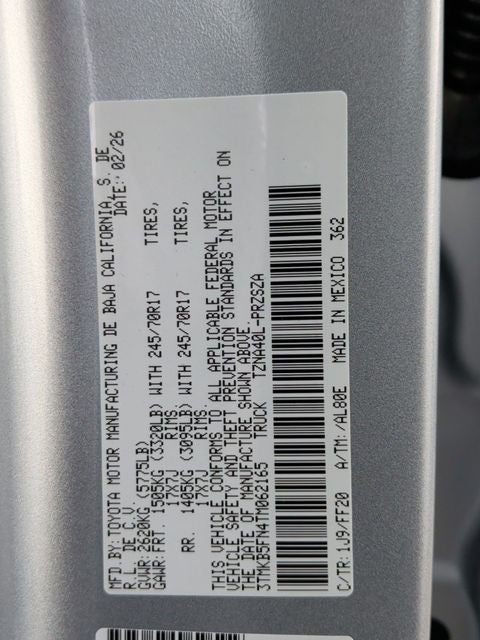 MFD.BY:TOYOTA MOTOR MANUFACTURING DE BAJA CALIFORNIA, S. DE
R.L. DE C.V. DATE: 02/26
GVWR:2620KG (5775LB)
GAWR:FRT. 1505KG (3320LB) WITH 245/70R17 TIRES,
17X7J RIMS.
RR. 1405KG (3095LB) WITH 245/70R17 TIRES,
17X7J RIMS.
THIS VEHICLE CONFORMS TO ALL APPLICABLE FEDERAL MOTOR
VEHICLE SAFETY AND THEFT PREVENTION STANDARDS IN EFFECT ON
THE DATE OF MANUFACTURE SHOWN ABOVE.
3TMKB5FN4TM062165 TRUCK TZNA40L-PRZSZA
C/TR:1J9/FF20 A/TM:/AL80E MADE IN MEXICO 362